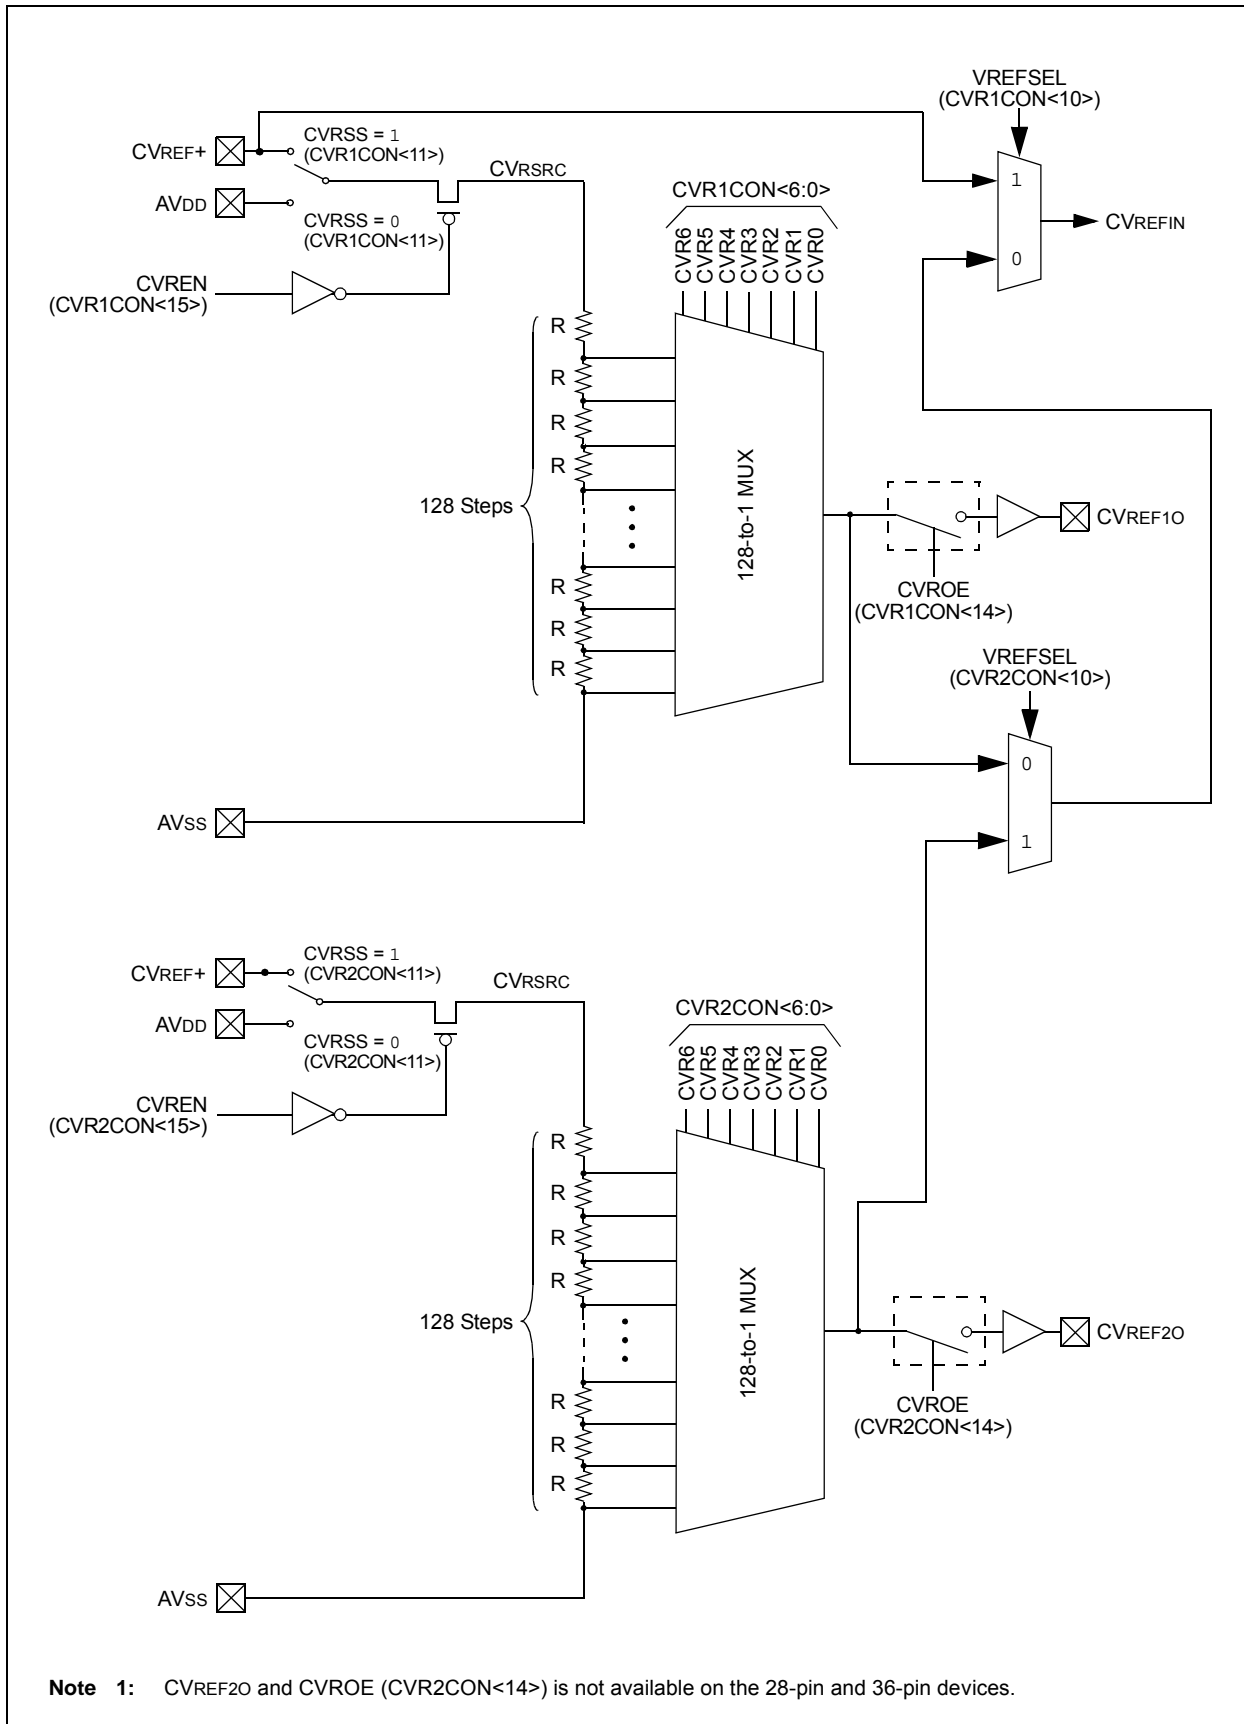 VREFSEL
(CVR1CON<10>)
CVREF+
CVRSS = 1
(CVR1CON<11>)
CVRSRC
AVDD
CVRSS = 0
(CVR1CON<11>)
CVREN
(CVR1CON<15>)
CVR1CON<6:0>
CVR6
CVR5
CVR4
CVR3
CVR2
CVR1
CVR0
1
0
CVREFIN
R
R
R
R
128 Steps
R
R
R
128-to-1 MUX
CVREF1O
CVROE
(CVR1CON<14>)
VREFSEL
(CVR2CON<10>)
0
1
AVSS
CVREF+
CVRSS = 1
(CVR2CON<11>)
CVRSRC
AVDD
CVRSS = 0
(CVR2CON<11>)
CVREN
(CVR2CON<15>)
CVR2CON<6:0>
CVR6
CVR5
CVR4
CVR3
CVR2
CVR1
CVR0
R
R
R
R
128 Steps
R
R
R
128-to-1 MUX
CVREF2O
CVROE
(CVR2CON<14>)
AVSS
Note 1: CVREF2O and CVROE (CVR2CON<14>) is not available on the 28-pin and 36-pin devices.